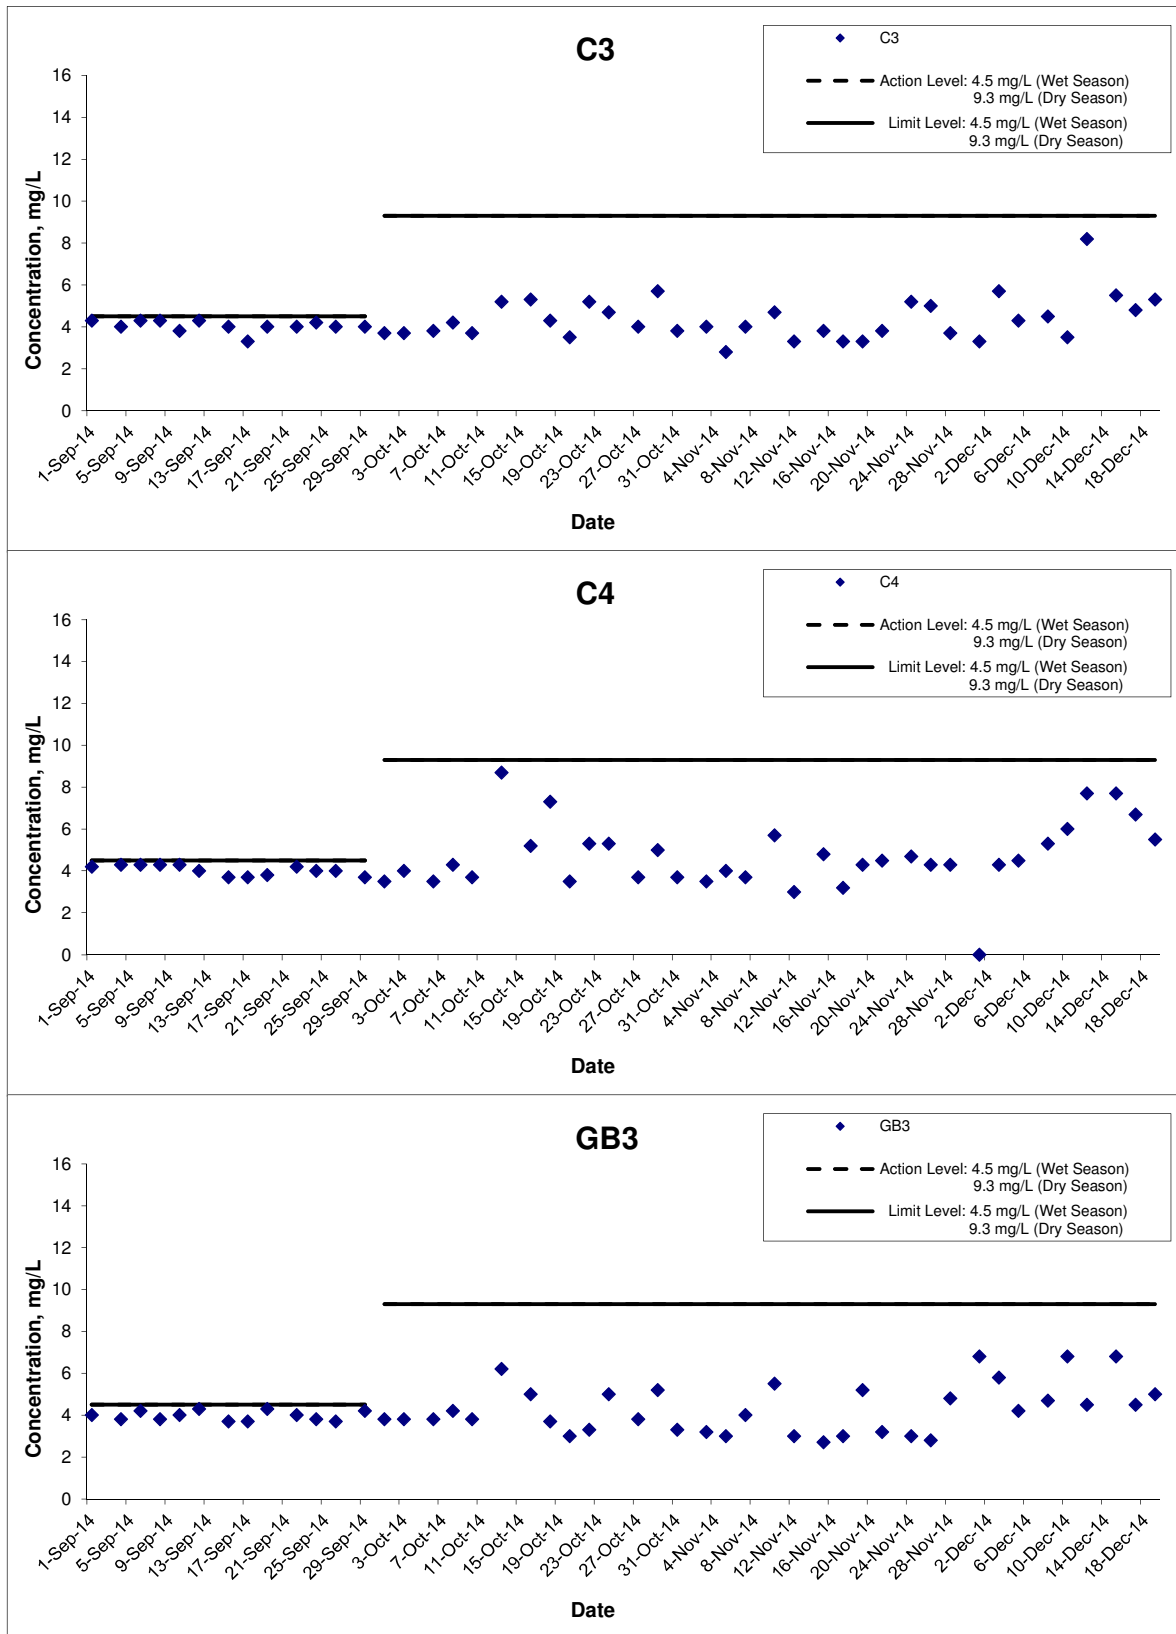 C3
C3
Action Level: 4.5 mg/L (Wet Season)
9.3 mg/L (Dry Season)
Limit Level: 4.5 mg/L (Wet Season)
9.3 mg/L (Dry Season)
Concentration, mg/L
16
14
12
10
8
6
4
2
0
1-Sep-14
5-Sep-14
9-Sep-14
13-Sep-14
17-Sep-14
21-Sep-14
25-Sep-14
29-Sep-14
3-Oct-14
7-Oct-14
11-Oct-14
15-Oct-14
19-Oct-14
23-Oct-14
27-Oct-14
31-Oct-14
4-Nov-14
8-Nov-14
12-Nov-14
16-Nov-14
20-Nov-14
24-Nov-14
28-Nov-14
2-Dec-14
6-Dec-14
10-Dec-14
14-Dec-14
18-Dec-14
Date
C4
C4
Action Level: 4.5 mg/L (Wet Season)
9.3 mg/L (Dry Season)
Limit Level: 4.5 mg/L (Wet Season)
9.3 mg/L (Dry Season)
Concentration, mg/L
16
14
12
10
8
6
4
2
0
1-Sep-14
5-Sep-14
9-Sep-14
13-Sep-14
17-Sep-14
21-Sep-14
25-Sep-14
29-Sep-14
3-Oct-14
7-Oct-14
11-Oct-14
15-Oct-14
19-Oct-14
23-Oct-14
27-Oct-14
31-Oct-14
4-Nov-14
8-Nov-14
12-Nov-14
16-Nov-14
20-Nov-14
24-Nov-14
28-Nov-14
2-Dec-14
6-Dec-14
10-Dec-14
14-Dec-14
18-Dec-14
Date
GB3
GB3
Action Level: 4.5 mg/L (Wet Season)
9.3 mg/L (Dry Season)
Limit Level: 4.5 mg/L (Wet Season)
9.3 mg/L (Dry Season)
Concentration, mg/L
16
14
12
10
8
6
4
2
0
1-Sep-14
5-Sep-14
9-Sep-14
13-Sep-14
17-Sep-14
21-Sep-14
25-Sep-14
29-Sep-14
3-Oct-14
7-Oct-14
11-Oct-14
15-Oct-14
19-Oct-14
23-Oct-14
27-Oct-14
31-Oct-14
4-Nov-14
8-Nov-14
12-Nov-14
16-Nov-14
20-Nov-14
24-Nov-14
28-Nov-14
2-Dec-14
6-Dec-14
10-Dec-14
14-Dec-14
18-Dec-14
Date